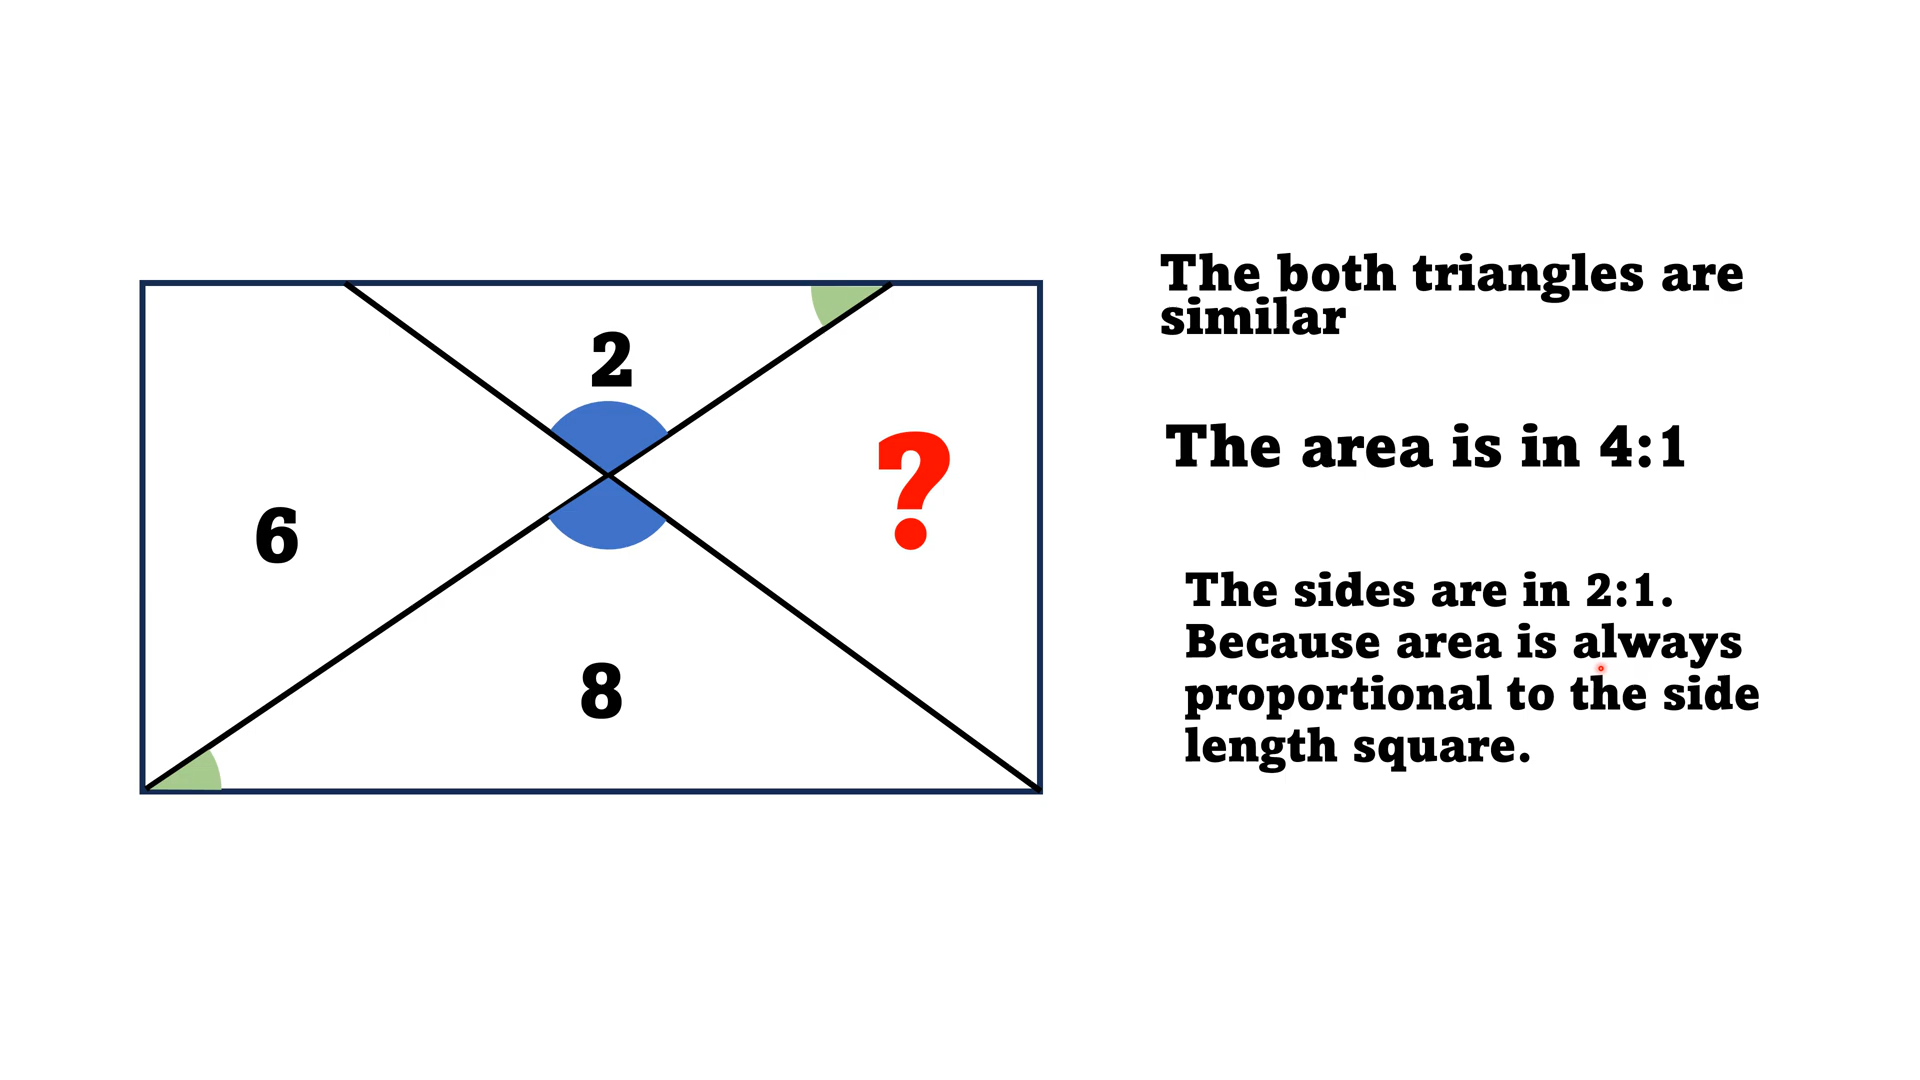 The both triangles are
similar
2
?
The area is in 4:1
6
The sides are in 2:1.
Because area is always
8
proportional to the side
length square.